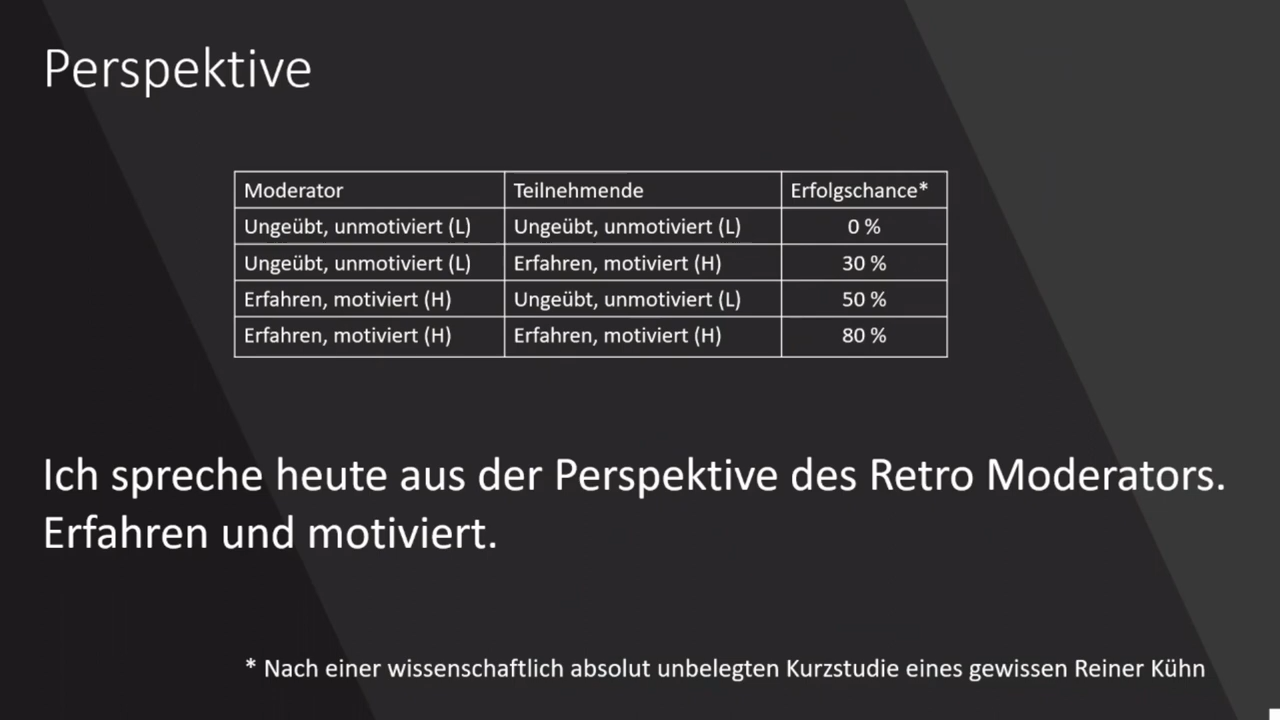 Perspektive
Moderator Teilnehmende Erfolgschance*
Ungeübt, unmotiviert (L) Ungeübt, unmotiviert (L) 0 %
Ungeübt, unmotiviert (L) Erfahren, motiviert (H) 30 %
Erfahren, motiviert (H) Ungeübt, unmotiviert (L) 50 %
Erfahren, motiviert (H) Erfahren, motiviert (H) 80 %
Ich spreche heute aus der Perspektive des Retro Moderators.
Erfahren und motiviert.
* Nach einer wissenschaftlich absolut unbelegten Kurzstudie eines gewissen Reiner Kühn